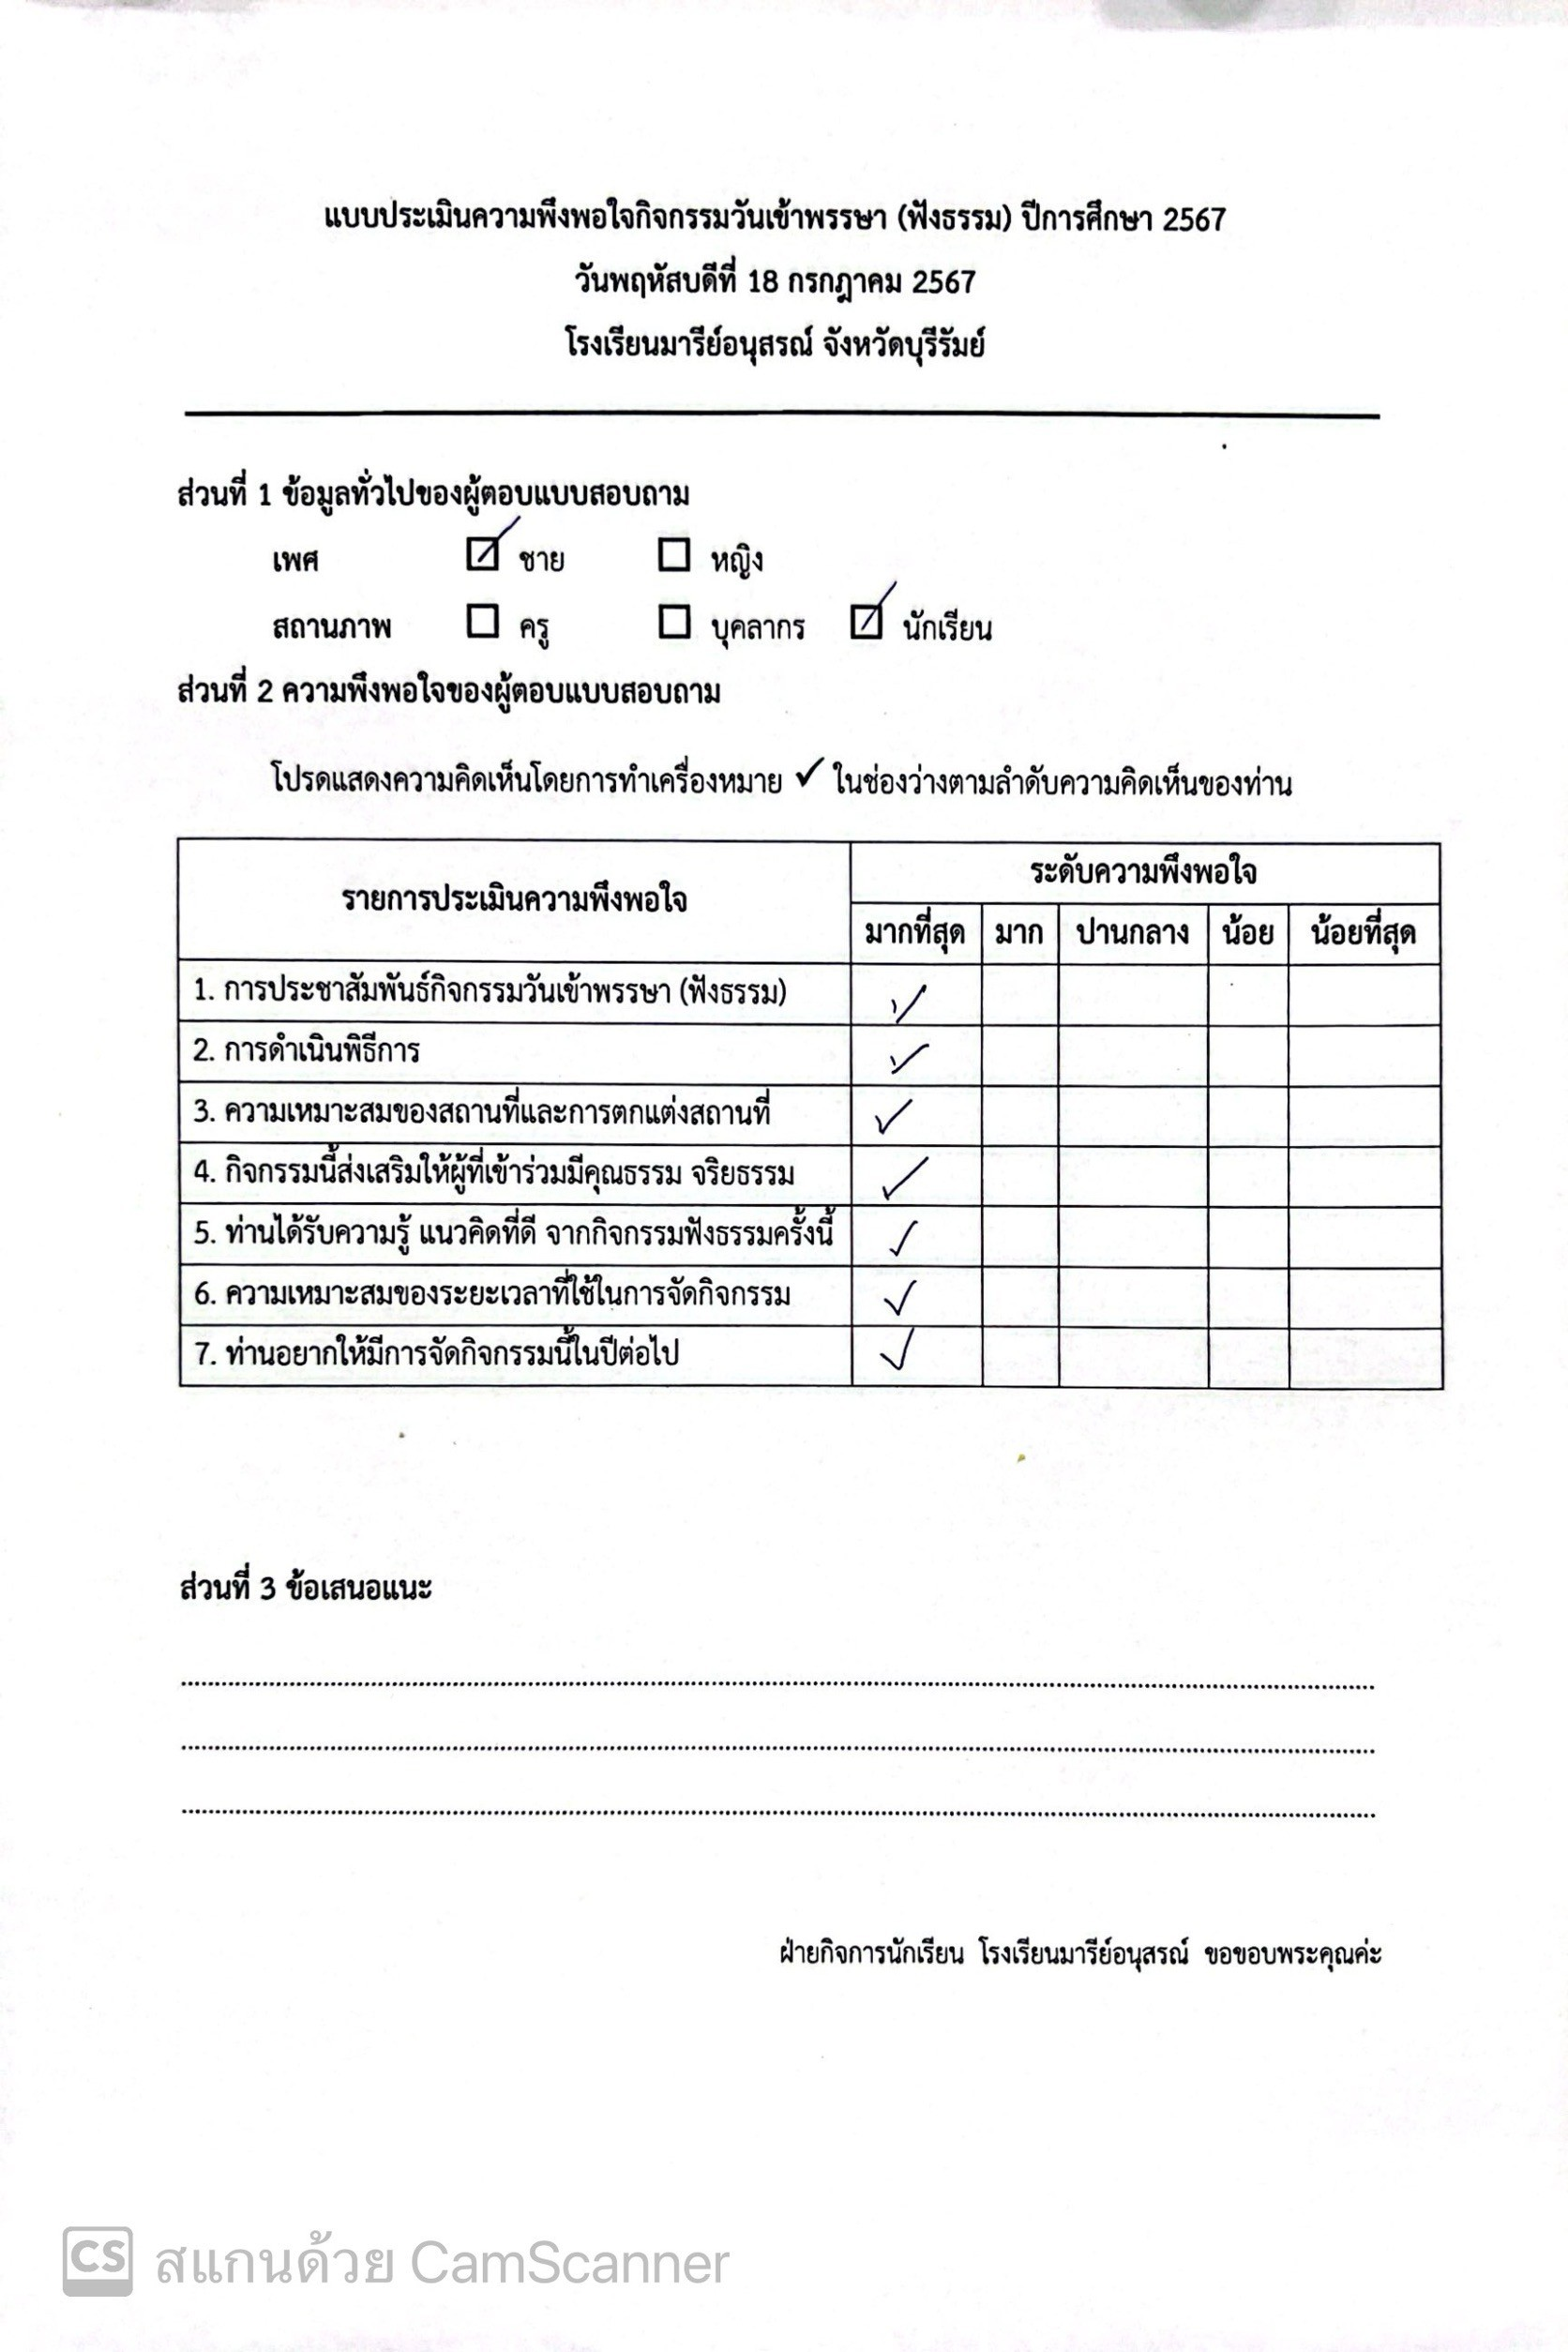 แบบประเมินความพึงพอใจกิจกรรมวันเข้าพรรษา (ฟังธรรม) ปีการศึกษา 2567
วันพฤหัสบดีที่ 18 กรกฎาคม 2567
โรงเรียนมารีย์อนุสรณ์ จังหวัดบุรีรัมย์
ส่วนที่ 1 ข้อมูลทั่วไปของผู้ตอบแบบสอบถาม
เพศ ☑ ชาย ☐ หญิง
สถานภาพ ☐ ครู ☐ บุคลากร ☑ นักเรียน
ส่วนที่ 2 ความพึงพอใจของผู้ตอบแบบสอบถาม
โปรดแสดงความคิดเห็นโดยการทำเครื่องหมาย ✓ ในช่องว่างตามลำดับความคิดเห็นของท่าน
รายการประเมินความพึงพอใจ ระดับความพึงพอใจ
มากที่สุด มาก ปานกลาง น้อย น้อยที่สุด
1. การประชาสัมพันธ์กิจกรรมวันเข้าพรรษา (ฟังธรรม) ✓
2. การดำเนินพิธีการ ✓
3. ความเหมาะสมของสถานที่และการตกแต่งสถานที่ ✓
4. กิจกรรมนี้ส่งเสริมให้ผู้ที่เข้าร่วมมีคุณธรรม จริยธรรม ✓
5. ท่านได้รับความรู้ แนวคิดที่ดี จากกิจกรรมฟังธรรมครั้งนี้ ✓
6. ความเหมาะสมของระยะเวลาที่ใช้ในการจัดกิจกรรม ✓
7. ท่านอยากให้มีการจัดกิจกรรมนี้ในปีต่อไป ✓
ส่วนที่ 3 ข้อเสนอแนะ
ฝ่ายกิจการนักเรียน โรงเรียนมารีย์อนุสรณ์ ขอขอบพระคุณค่ะ
CS สแกนด้วย CamScanner